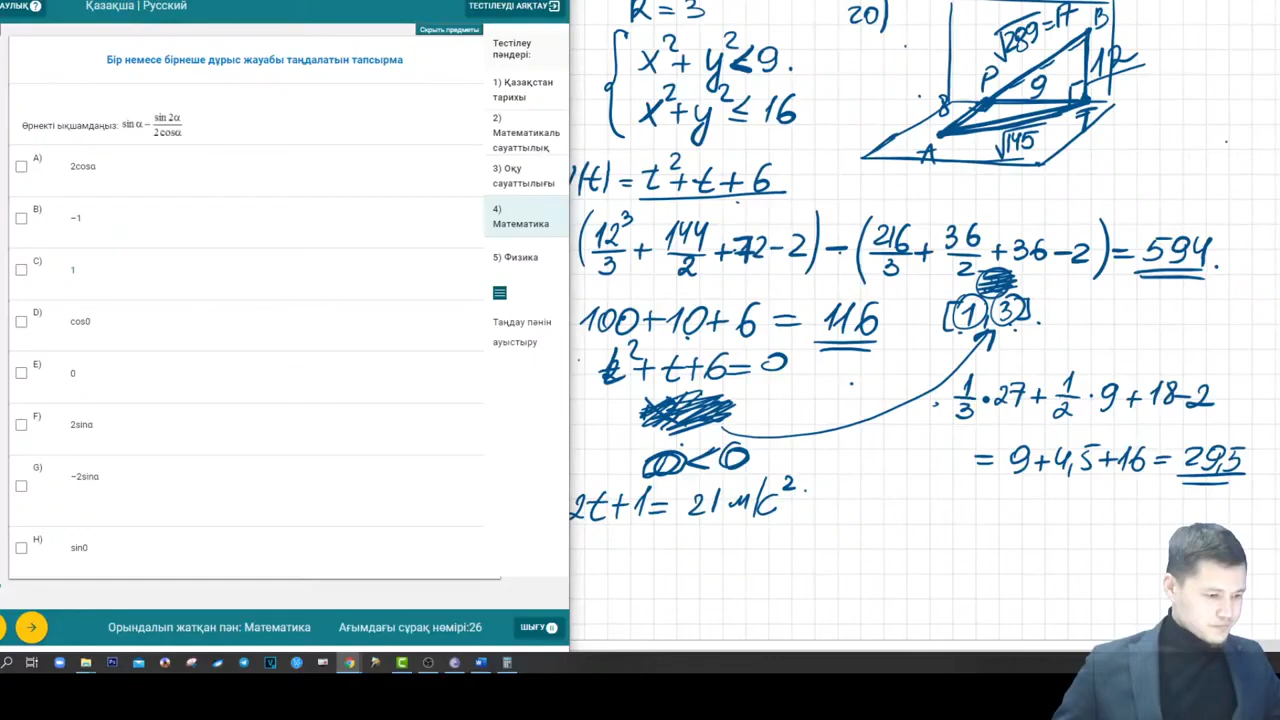 АУЛЫҚ ?
Қазақша | Русский
ТЕСТІЛЕУДІ АЯҚТАУ
Скрыть предметы
Бір немесе бірнеше дұрыс жауабы таңдалатын тапсырма
Өрнекті ықшамдаңыз: sin α − sin 2α / 2cosα
A) 2cosα
B) −1
C) 1
D) cos0
E) 0
F) 2sinα
G) −2sinα
H) sin0
Тестілеу
пәндері:
1) Қазақстан
тарихы
2)
Математикалық
сауаттылық
3) Оқу
сауаттылығы
4)
Математика
5) Физика
Таңдау пәнін
ауыстыру
Орындалып жатқан пән: Математика
Ағымдағы сұрақ нөмірі:26
ШЫҒУ
R = 3
x² + y² < 9.
x² + y² ≤ 16
20)
√289 = 17
B
P
9
12
A
√145
(t) = t² + t + 6
(12³/3 + 144/2 + 72 − 2) − (216/3 + 36/2 + 36 − 2) = 594.
100 + 10 + 6 = 116
[1 3].
t² + t + 6 = 0
1/3 · 27 + 1/2 · 9 + 18 − 2
D < 0
= 9 + 4,5 + 16 = 29,5
2t + 1 = 21 м/с²